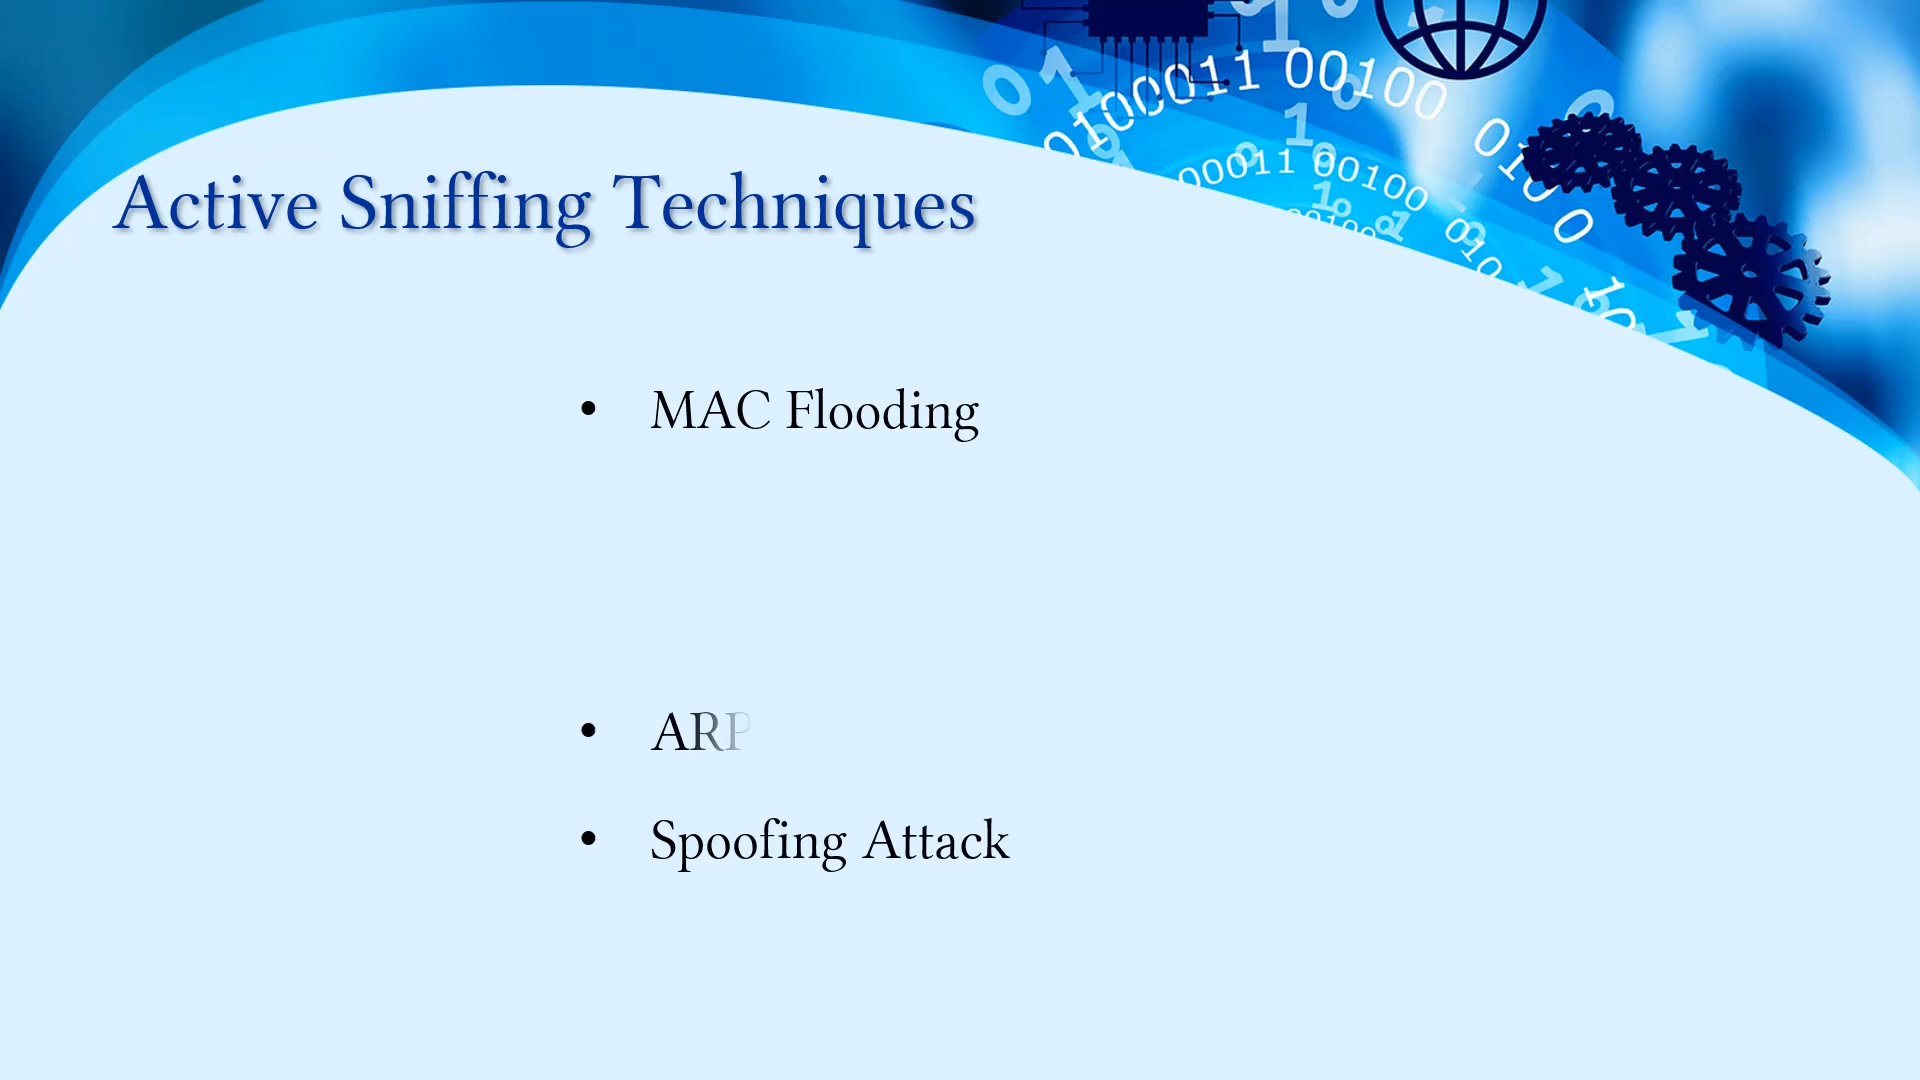 Active Sniffing Techniques
• MAC Flooding
• ARP
• Spoofing Attack